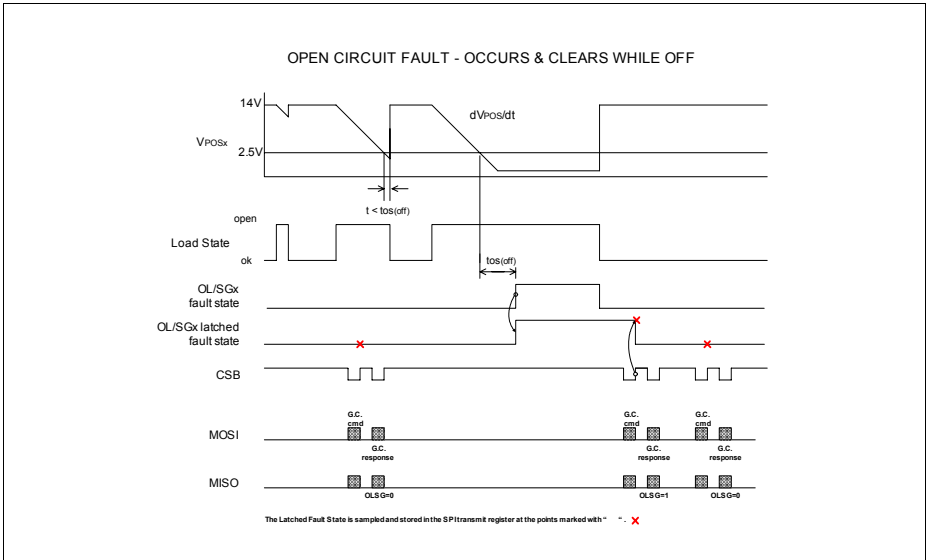 OPEN CIRCUIT FAULT - OCCURS & CLEARS WHILE OFF
14V
dVPOS/dt
VPOSx
2.5V
t < tos(off)
open
Load State
ok
tos(off)
OL/SGx
fault state
OL/SGx latched
fault state
CSB
G.C.
cmd
G.C.
cmd
G.C.
cmd
MOSI
G.C.
response
G.C.
response
G.C.
response
MISO
OLSG=0
OLSG=1
OLSG=0
The Latched Fault State is sampled and stored in the SPI transmit register at the points marked with “ “ .